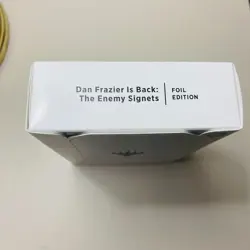 Dan Frazier Is Back:
The Enemy Signets
FOIL
EDITION